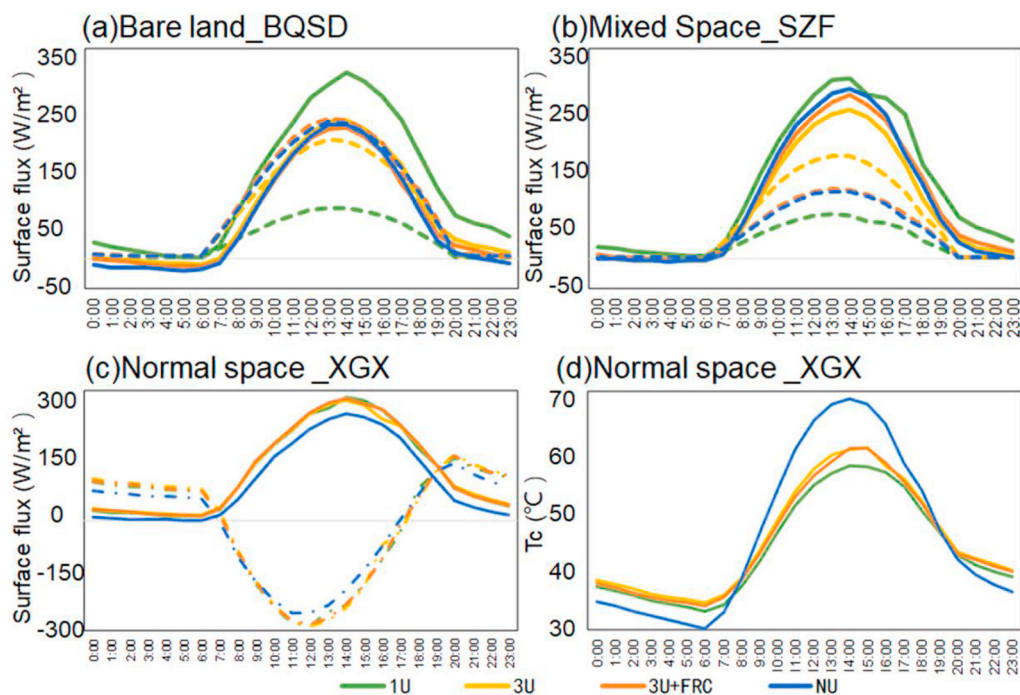 (a)Bare land_BQSD
(b)Mixed Space_SZF
Surface flux (W/m²)
350
250
150
50
-50
0:00 1:00 2:00 3:00 4:00 5:00 6:00 7:00 8:00 9:00 10:00 11:00 12:00 13:00 14:00 15:00 16:00 17:00 18:00 19:00 20:00 21:00 22:00 23:00
Surface flux (W/m²)
350
250
150
50
-50
0:00 1:00 2:00 3:00 4:00 5:00 6:00 7:00 8:00 9:00 10:00 11:00 12:00 13:00 14:00 15:00 16:00 17:00 18:00 19:00 20:00 21:00 22:00 23:00
(c)Normal space _XGX
(d)Normal space _XGX
Surface flux (W/m²)
300
150
0
-150
-300
0:00 1:00 2:00 3:00 4:00 5:00 6:00 7:00 8:00 9:00 10:00 11:00 12:00 13:00 14:00 15:00 16:00 17:00 18:00 19:00 20:00 21:00 22:00 23:00
Tc (℃)
70
60
50
40
30
0:00 1:00 2:00 3:00 4:00 5:00 6:00 7:00 8:00 9:00 10:00 11:00 12:00 13:00 14:00 15:00 16:00 17:00 18:00 19:00 20:00 21:00 22:00 23:00
1U 3U 3U+FRC NU